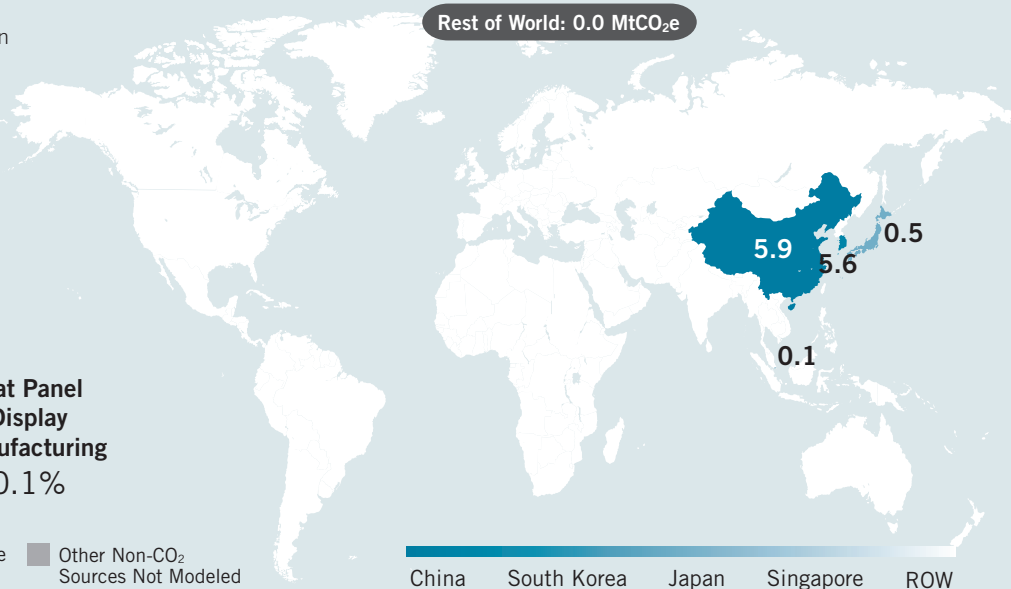 Rest of World: 0.0 MtCO₂e
n
5.9
5.6
0.5
0.1
at Panel
Display
ufacturing
0.1%
e
Other Non-CO₂
Sources Not Modeled
China South Korea Japan Singapore ROW